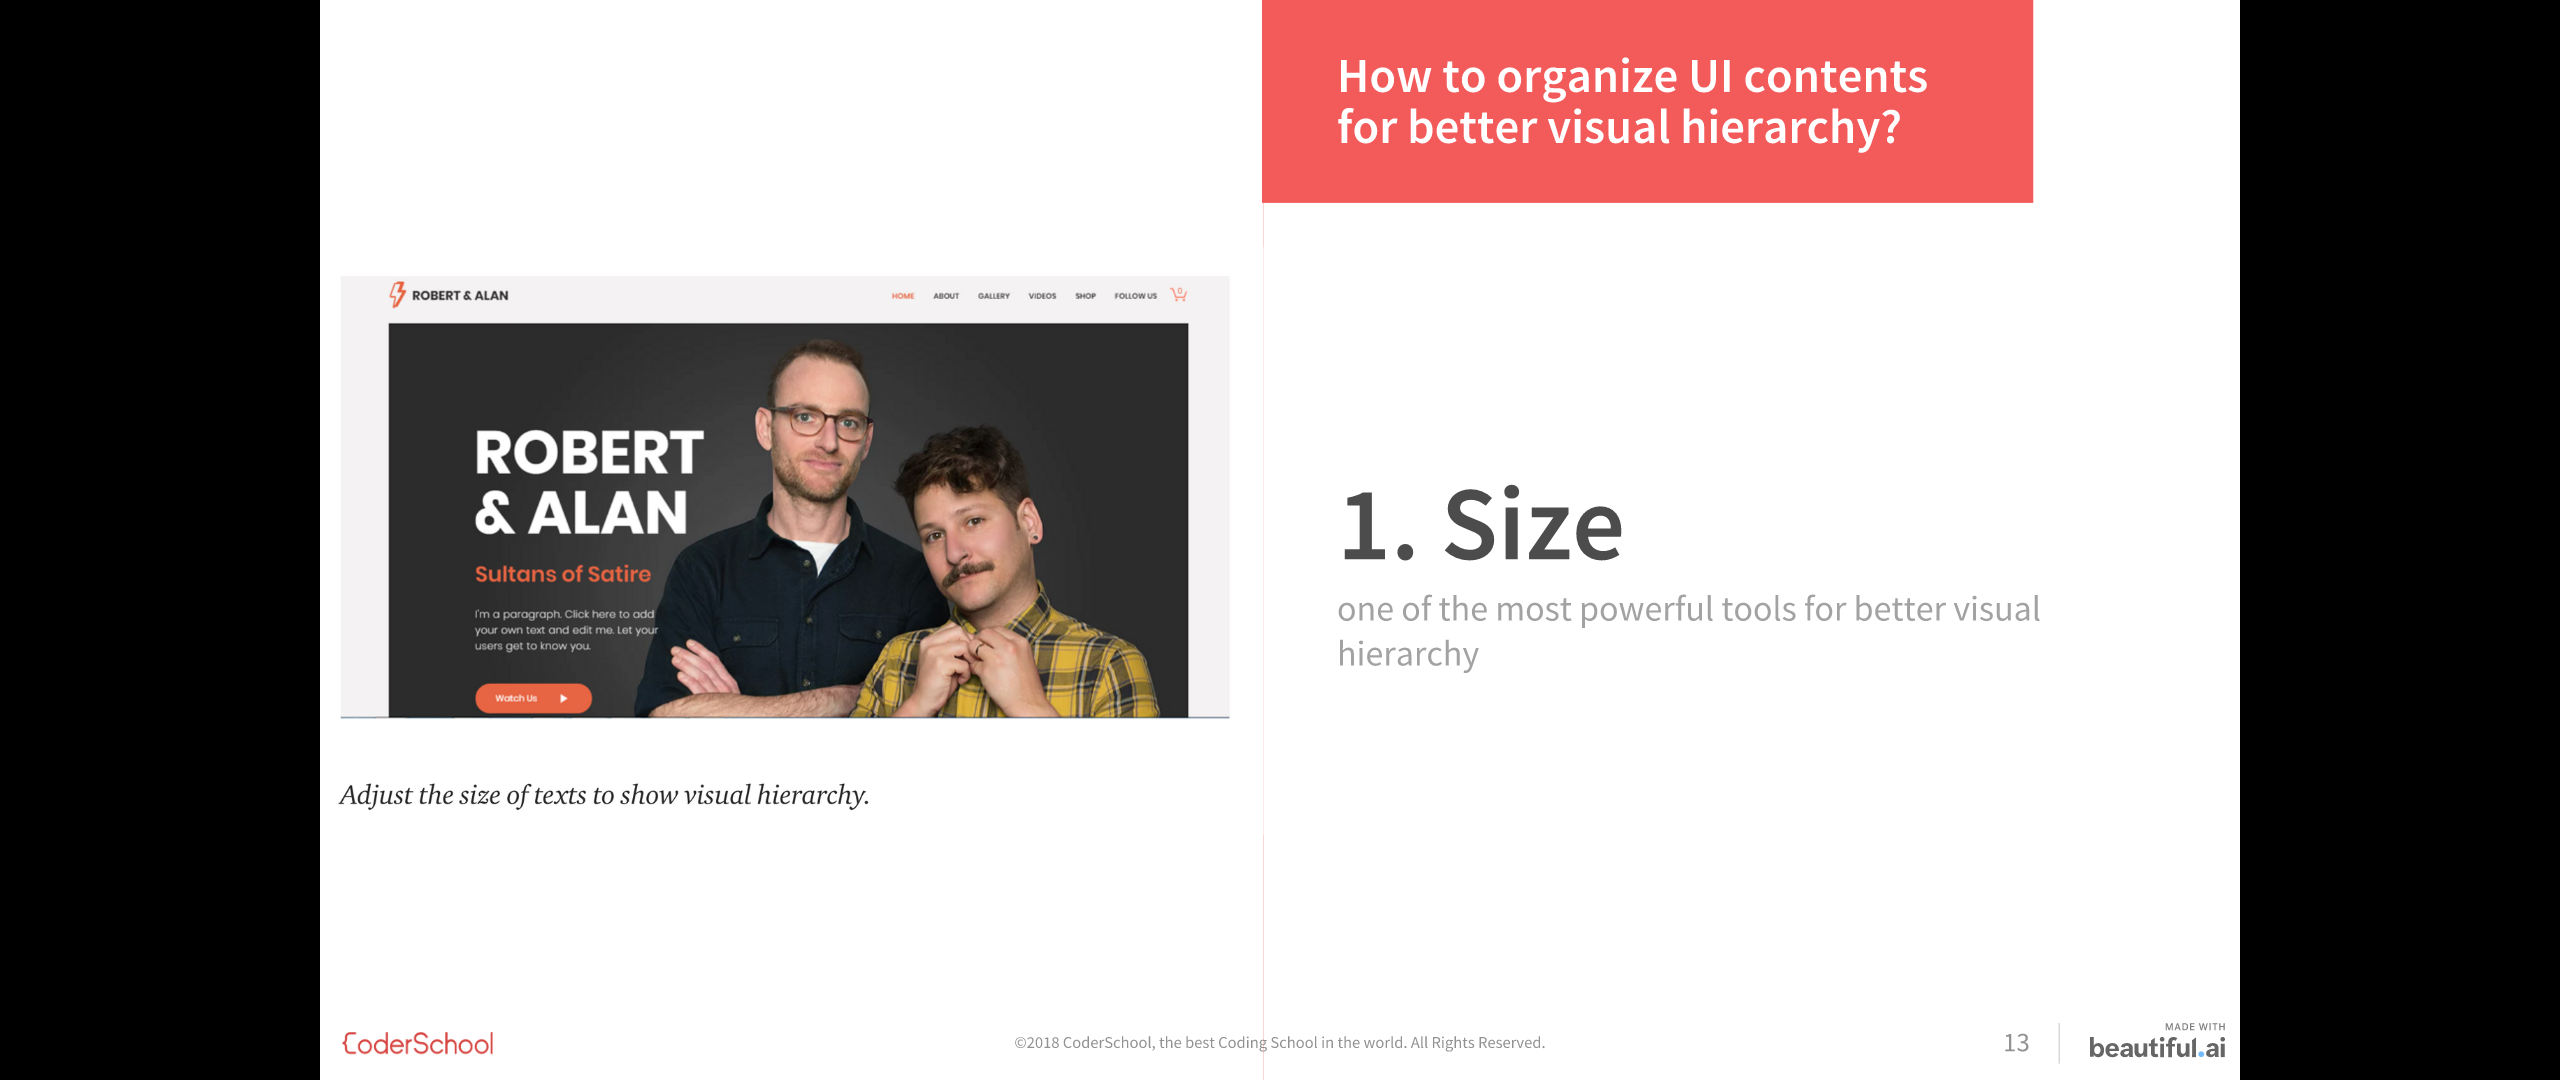 How to organize UI contents
for better visual hierarchy?
ROBERT & ALAN
HOME ABOUT GALLERY VIDEOS SHOP FOLLOW US 0
ROBERT
& ALAN
Sultans of Satire
I'm a paragraph. Click here to add
your own text and edit me. Let your
users get to know you.
Watch Us
Adjust the size of texts to show visual hierarchy.
1. Size
one of the most powerful tools for better visual
hierarchy
CoderSchool
©2018 CoderSchool, the best Coding School in the world. All Rights Reserved.
13
MADE WITH
beautiful.ai